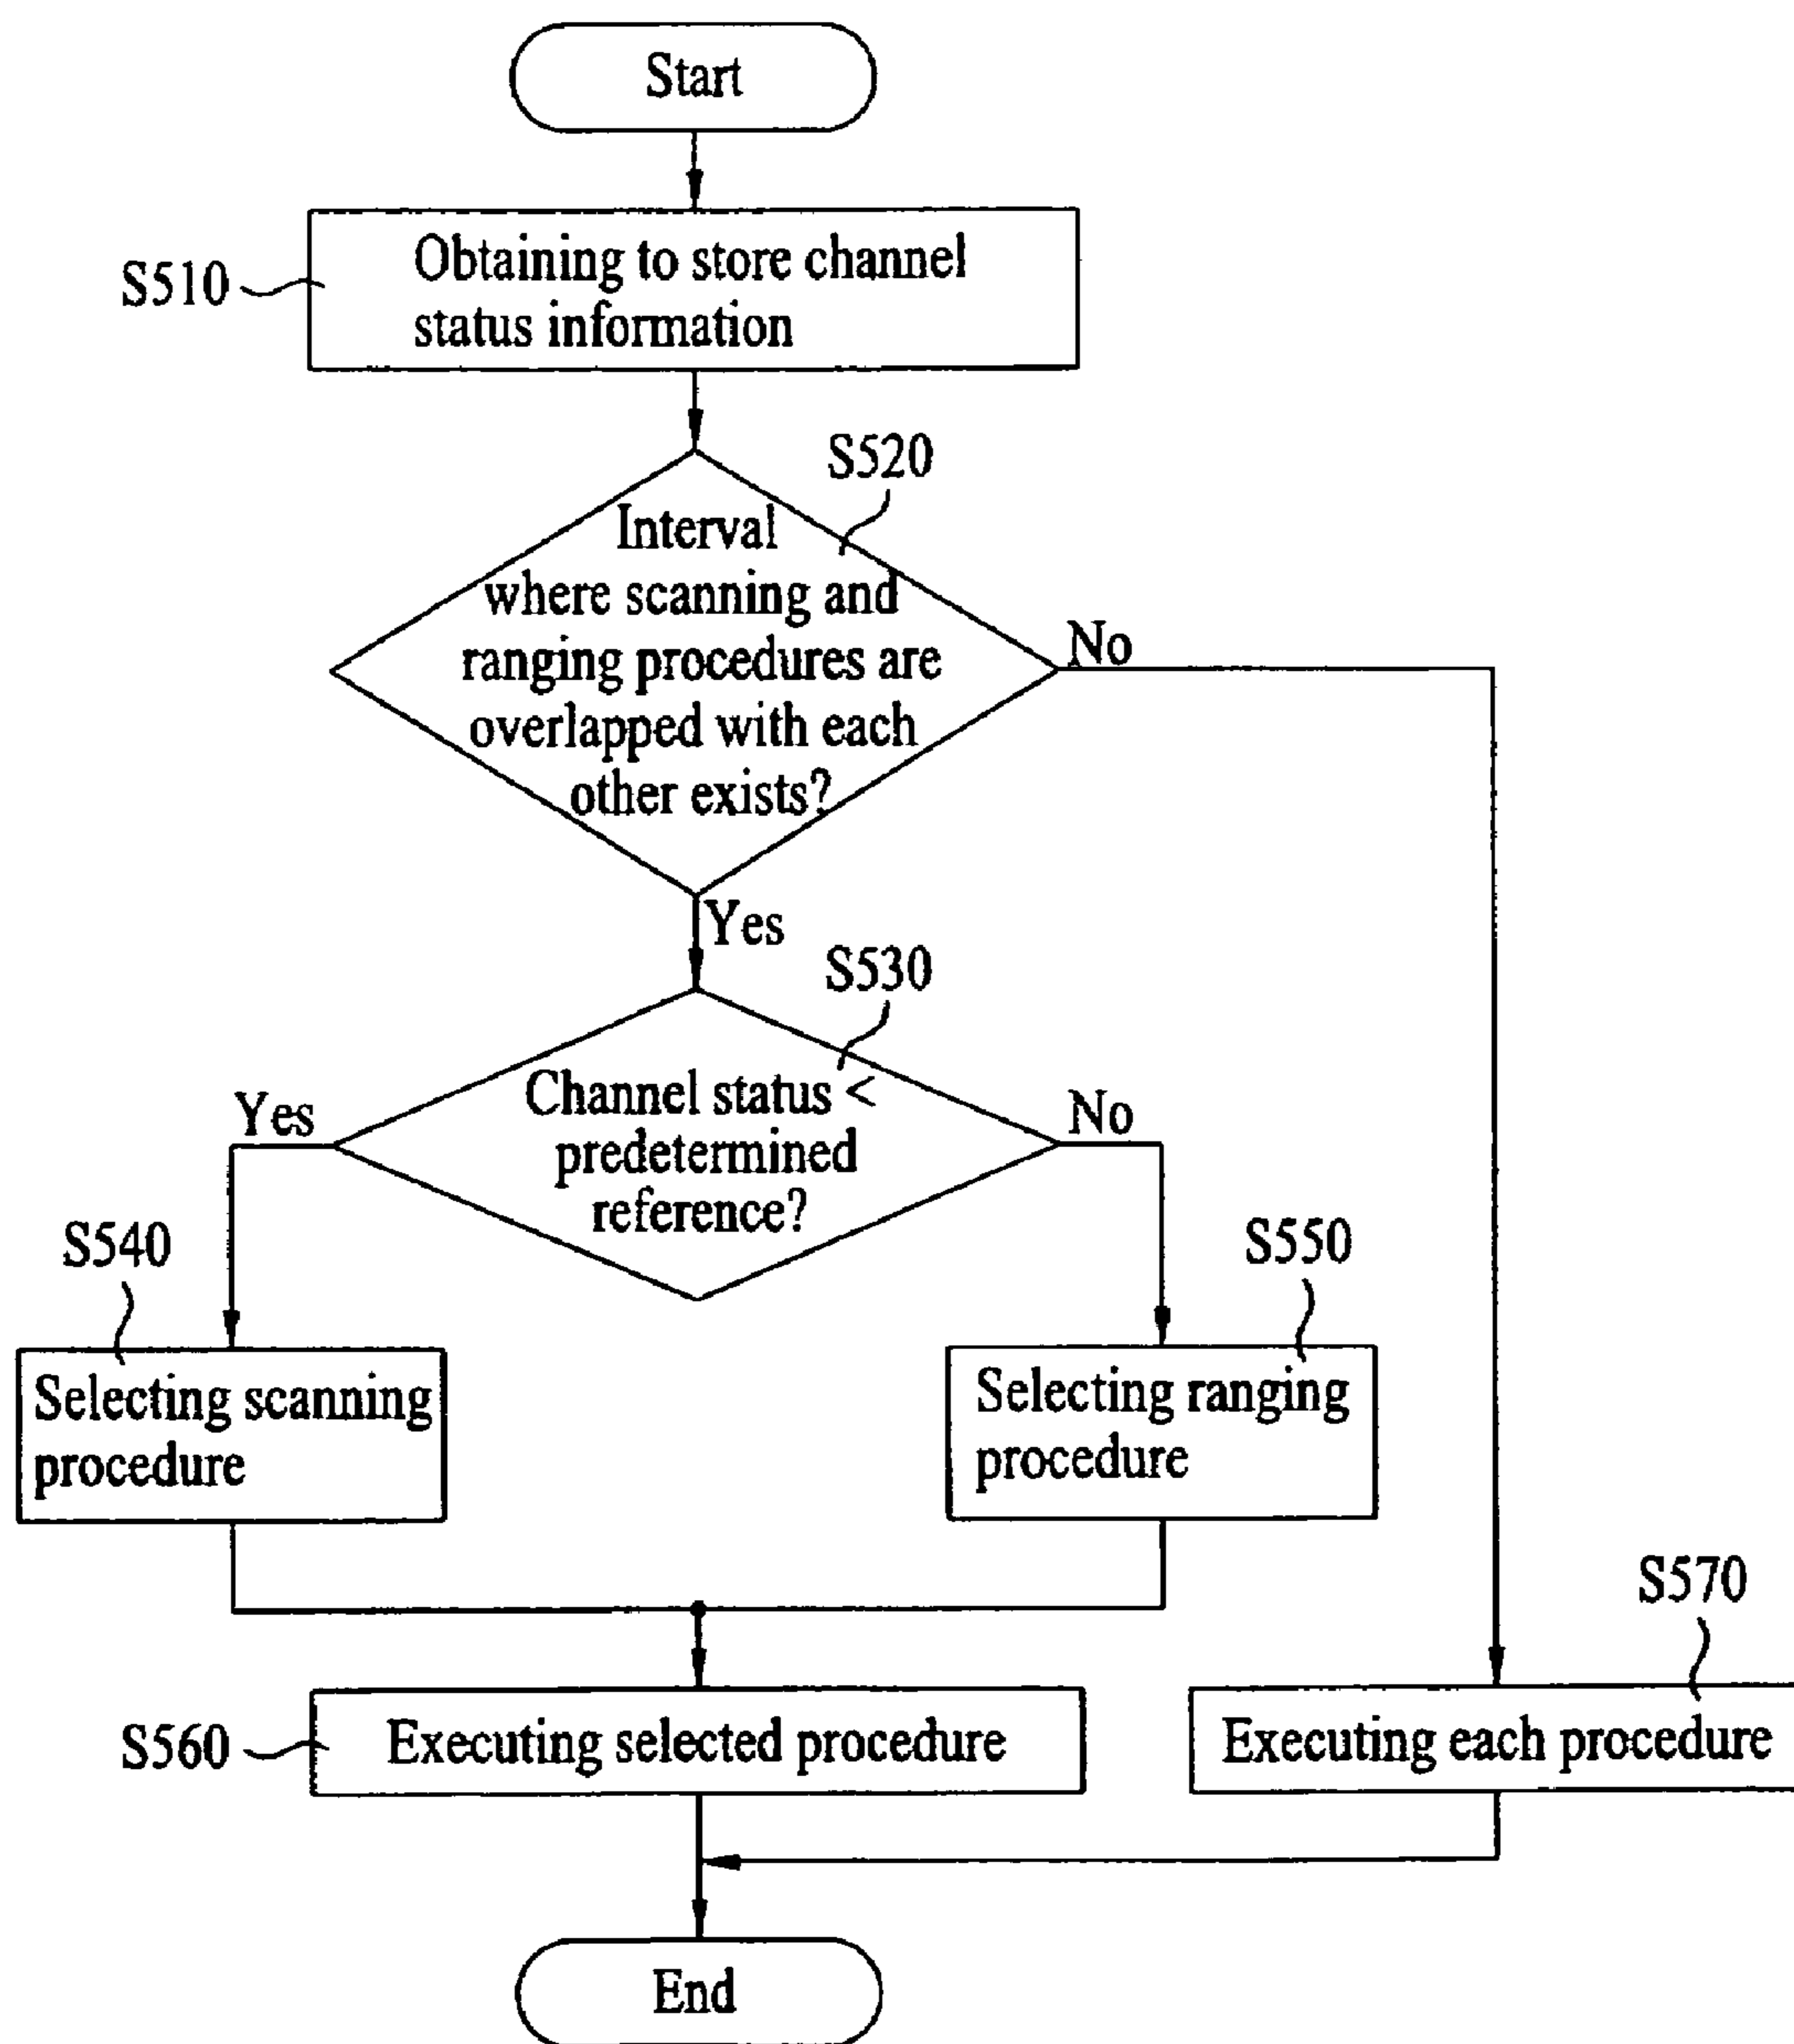 Start
S510
Obtaining to store channel
status information
S520
Interval
where scanning and
ranging procedures are
overlapped with each
other exists?
No
Yes
S530
Channel status <
predetermined
reference?
Yes
No
S540
Selecting scanning
procedure
S550
Selecting ranging
procedure
S560
Executing selected procedure
S570
Executing each procedure
End